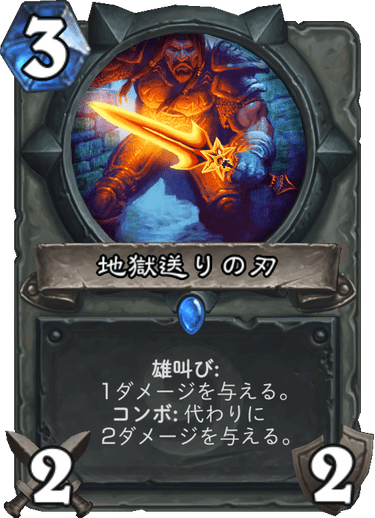 3
地獄送りの刃
雄叫び:
1ダメージを与える。
コンボ: 代わりに
2ダメージを与える。
2
2